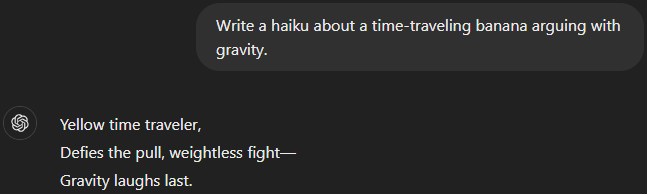 Write a haiku about a time-traveling banana arguing with
gravity.
Yellow time traveler,
Defies the pull, weightless fight—
Gravity laughs last.